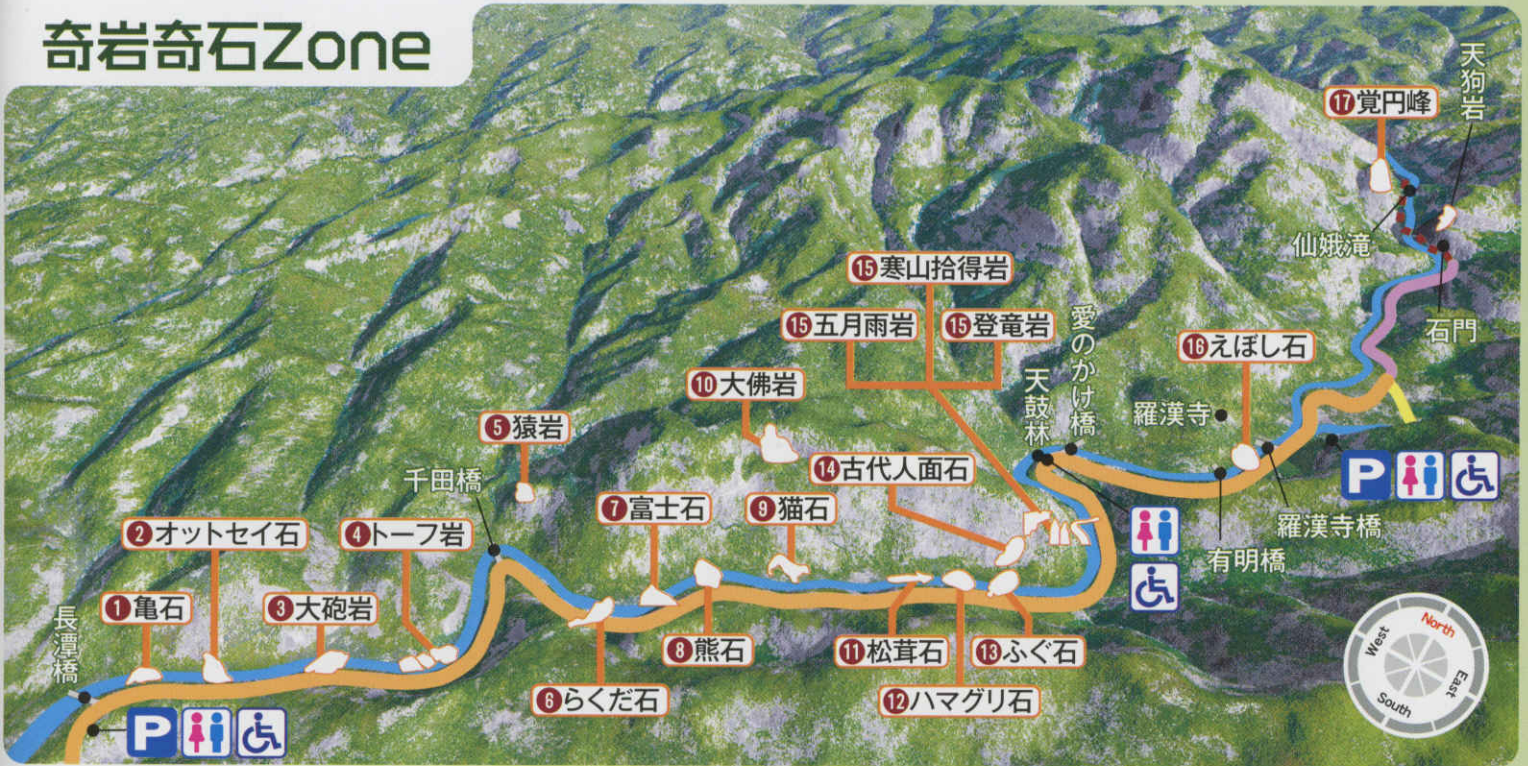 奇岩奇石Zone
天狗岩
⑰覚円峰
仙娥滝
石門
⑮寒山拾得岩
⑮五月雨岩
⑮登竜岩
愛のかけ橋
天鼓林
⑯えぼし石
羅漢寺
⑩大佛岩
⑤猿岩
千田橋
⑭古代人面石
⑦富士石
⑨猫石
②オットセイ石
④トーフ岩
P
羅漢寺橋
有明橋
長潭橋
①亀石
③大砲岩
⑧熊石
⑪松茸石
⑬ふぐ石
⑥らくだ石
⑫ハマグリ石
P
North
West
East
South